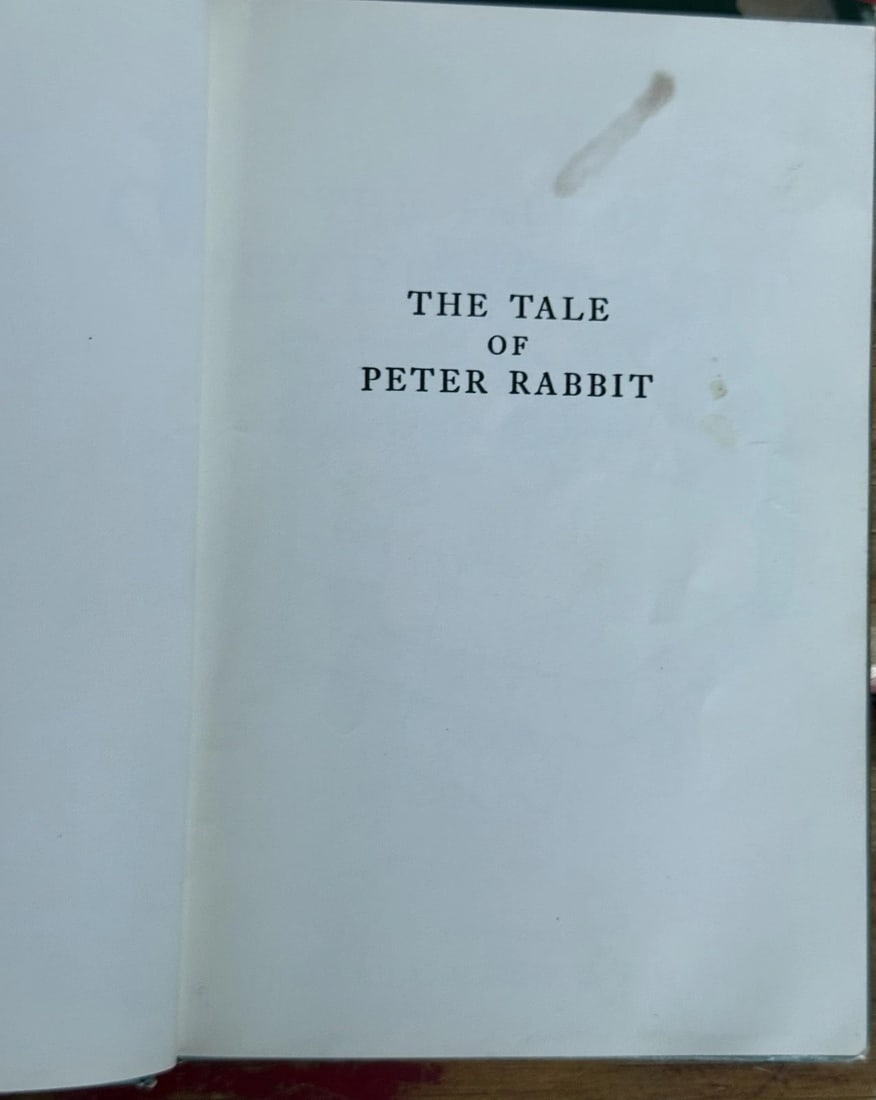 THE TALE
OF
PETER RABBIT